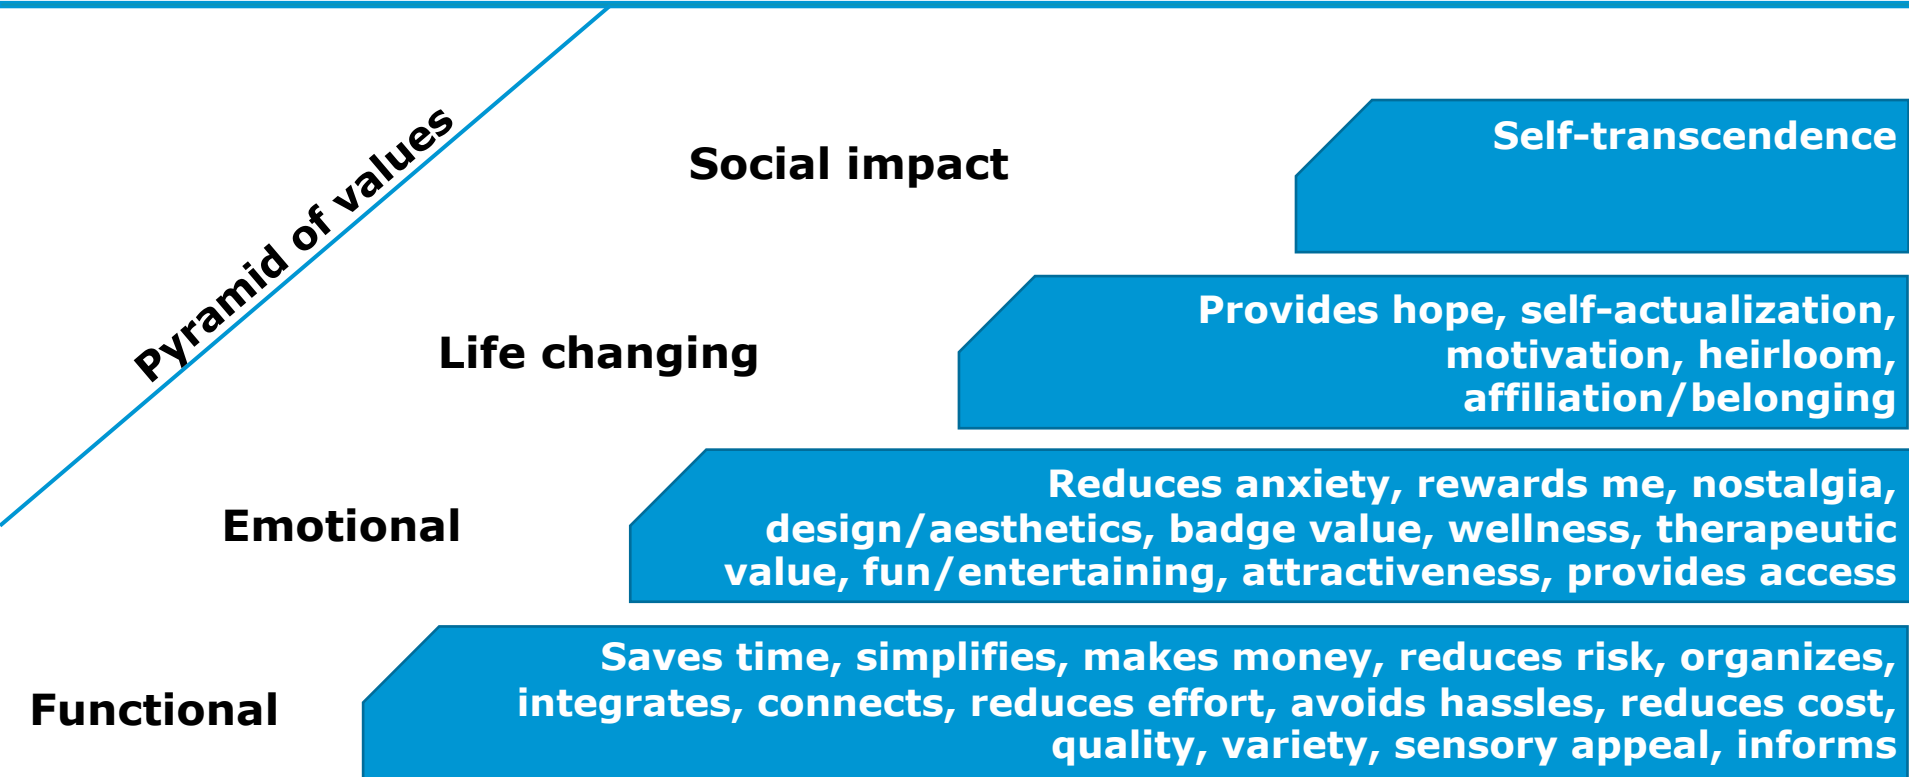 Pyramid of values
Social impact
Self-transcendence
Life changing
Provides hope, self-actualization,
motivation, heirloom,
affiliation/belonging
Emotional
Reduces anxiety, rewards me, nostalgia,
design/aesthetics, badge value, wellness, therapeutic
value, fun/entertaining, attractiveness, provides access
Functional
Saves time, simplifies, makes money, reduces risk, organizes,
integrates, connects, reduces effort, avoids hassles, reduces cost,
quality, variety, sensory appeal, informs